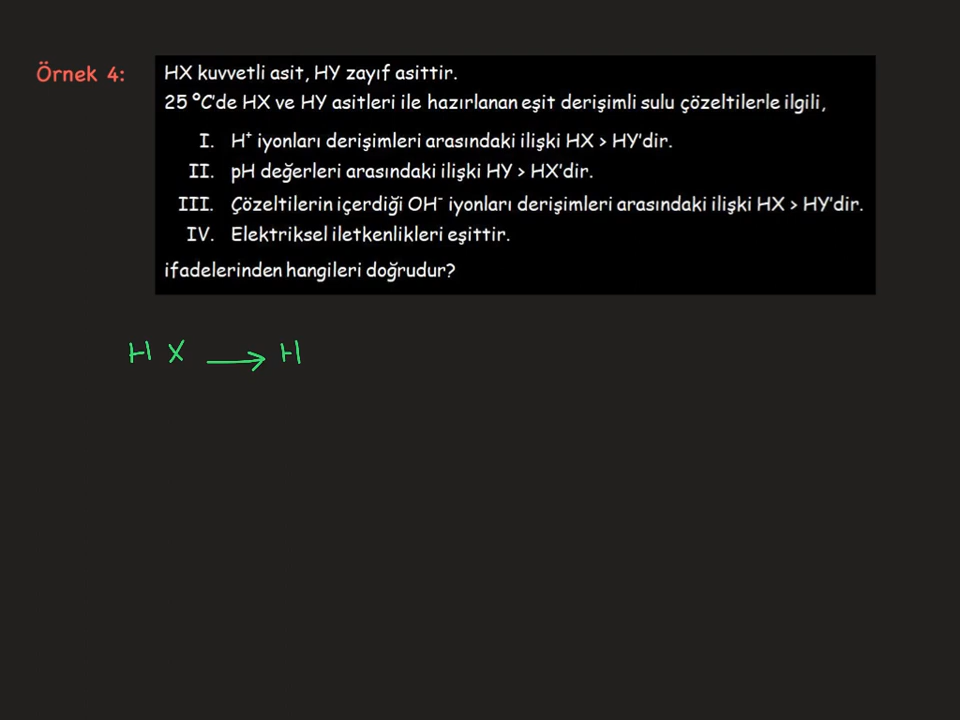 Örnek 4:
HX kuvvetli asit, HY zayıf asittir.
25 ºC'de HX ve HY asitleri ile hazırlanan eşit derişimli sulu çözeltilerle ilgili,
I. H⁺ iyonları derişimleri arasındaki ilişki HX > HY'dir.
II. pH değerleri arasındaki ilişki HY > HX'dir.
III. Çözeltilerin içerdiği OH⁻ iyonları derişimleri arasındaki ilişki HX > HY'dir.
IV. Elektriksel iletkenlikleri eşittir.
ifadelerinden hangileri doğrudur?
H X → H